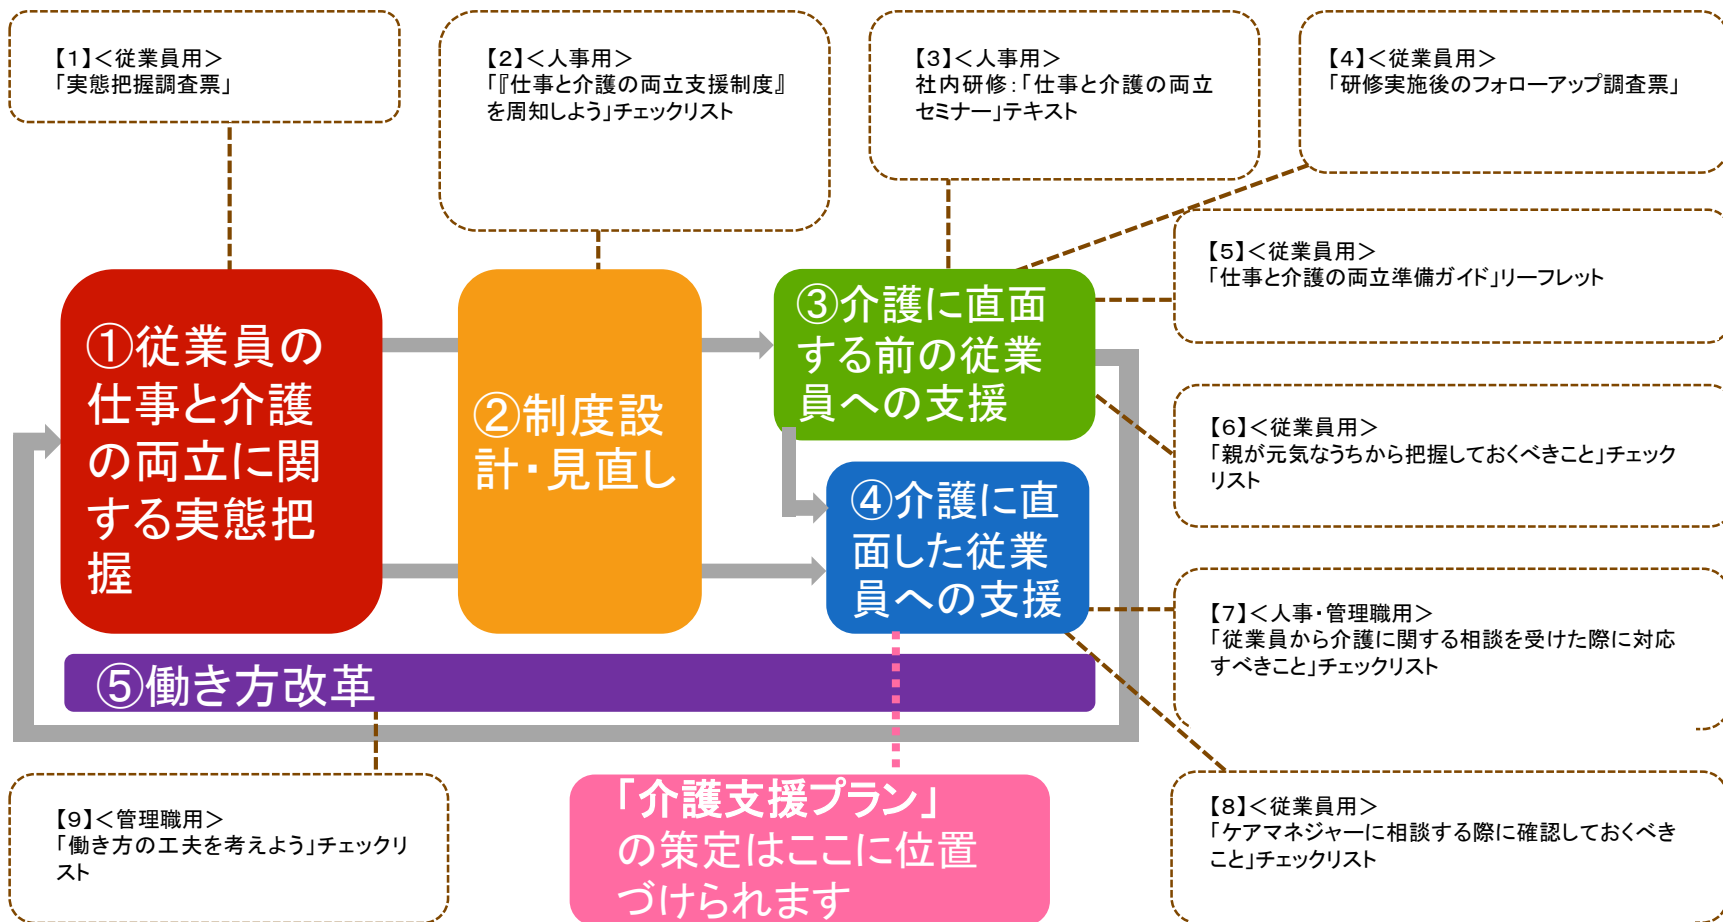 【1】＜従業員用＞
「実態把握調査票」
【2】＜人事用＞
「『仕事と介護の両立支援制度』
を周知しよう」チェックリスト
【3】＜人事用＞
社内研修：「仕事と介護の両立
セミナー」テキスト
【4】＜従業員用＞
「研修実施後のフォローアップ調査票」
【5】＜従業員用＞
「仕事と介護の両立準備ガイド」リーフレット
①従業員の
仕事と介護
の両立に関
する実態把
握
②制度設
計・見直し
③介護に直面
する前の従業
員への支援
④介護に直
面した従業
員への支援
【6】＜従業員用＞
「親が元気なうちから把握しておくべきこと」チェック
リスト
【7】＜人事・管理職用＞
「従業員から介護に関する相談を受けた際に対応
すべきこと」チェックリスト
⑤働き方改革
【8】＜従業員用＞
「ケアマネジャーに相談する際に確認しておくべき
こと」チェックリスト
【9】＜管理職用＞
「働き方の工夫を考えよう」チェックリ
スト
「介護支援プラン」
の策定はここに位置
づけられます